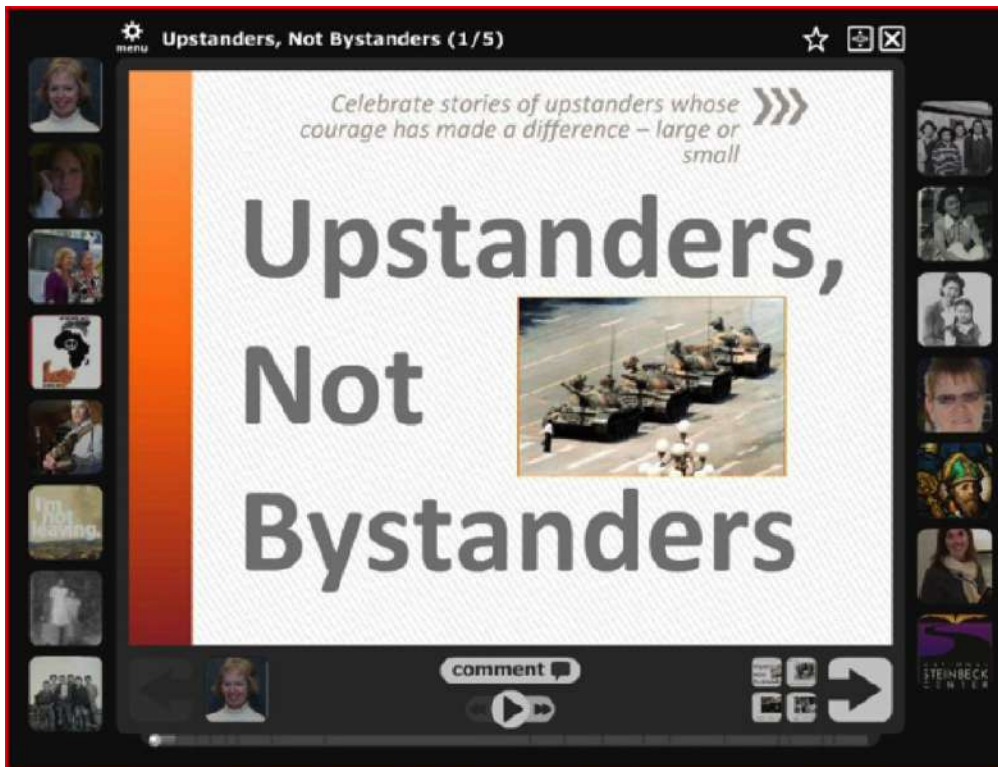 menu
Upstanders, Not Bystanders (1/5)
Celebrate stories of upstanders whose
courage has made a difference – large or
small
Upstanders,
Not
Bystanders
I'm
not
leaving.
comment
NATIONAL
STEINBECK
CENTER